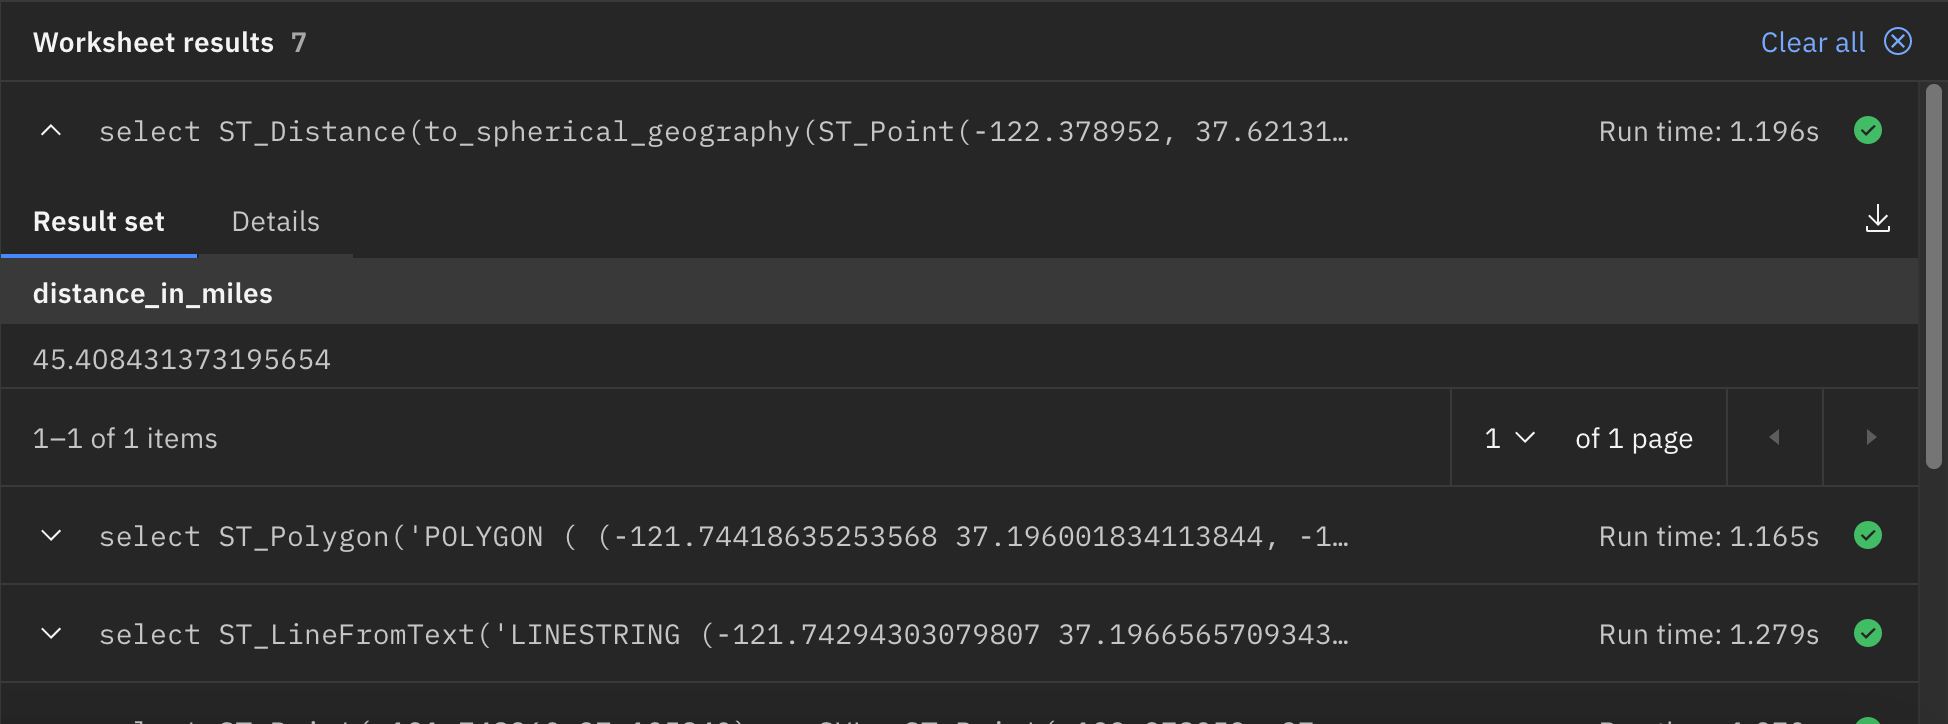 Worksheet results 7 Clear all
select ST_Distance(to_spherical_geography(ST_Point(-122.378952, 37.62131… Run time: 1.196s
Result set Details
distance_in_miles
45.408431373195654
1–1 of 1 items 1 of 1 page
select ST_Polygon('POLYGON ( (-121.74418635253568 37.196001834113844, -1… Run time: 1.165s
select ST_LineFromText('LINESTRING (-121.74294303079807 37.1966565709343… Run time: 1.279s